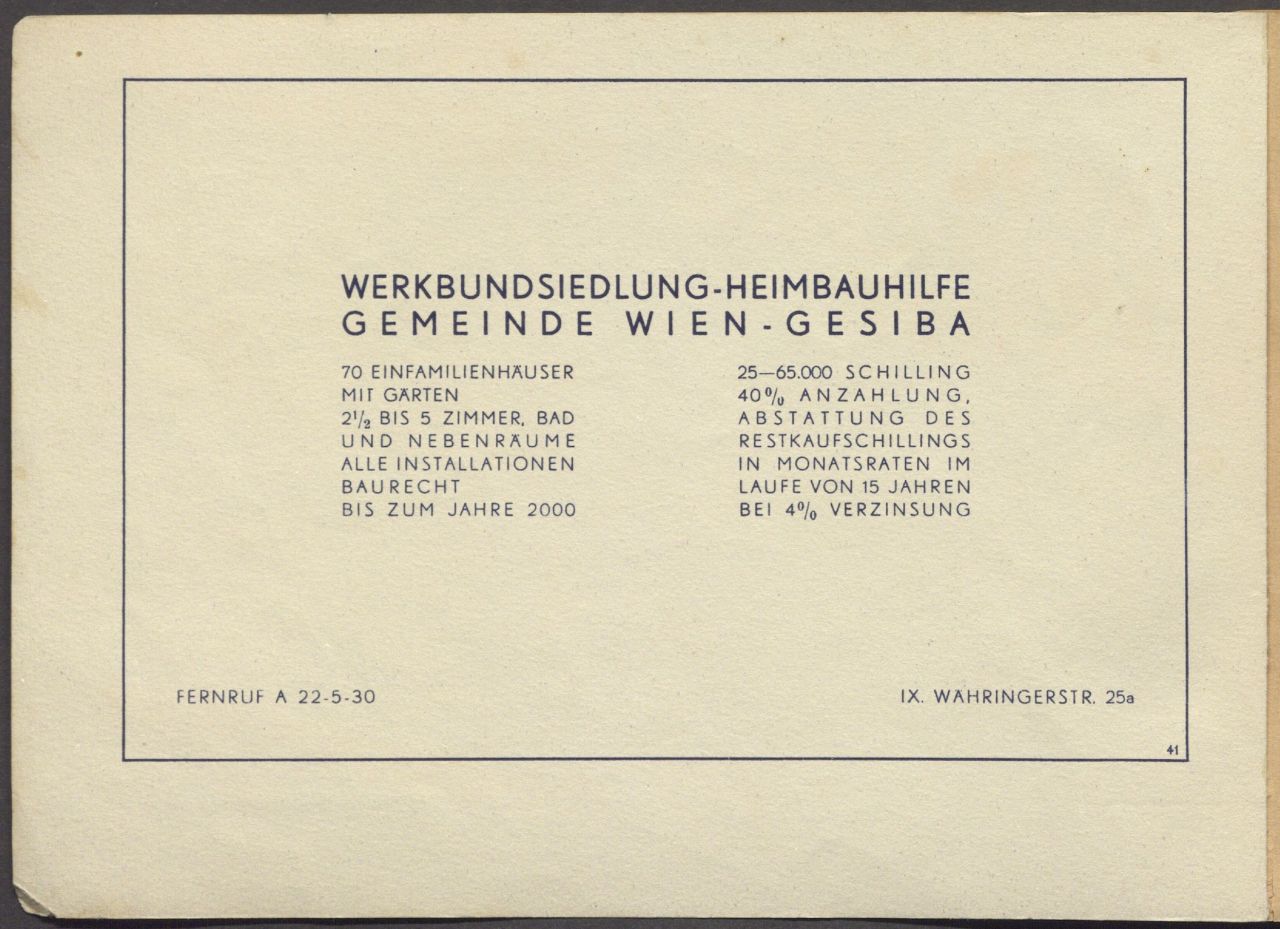 WERKBUNDSIEDLUNG-HEIMBAUHILFE
GEMEINDE WIEN-GESIBA
70 EINFAMILIENHÄUSER
MIT GÄRTEN
2½ BIS 5 ZIMMER, BAD
UND NEBENRÄUME
ALLE INSTALLATIONEN
BAURECHT
BIS ZUM JAHRE 2000
25—65.000 SCHILLING
40% ANZAHLUNG,
ABSTATTUNG DES
RESTKAUFSCHILLINGS
IN MONATSRATEN IM
LAUFE VON 15 JAHREN
BEI 4% VERZINSUNG
FERNRUF A 22-5-30
IX. WÄHRINGERSTR. 25a
41